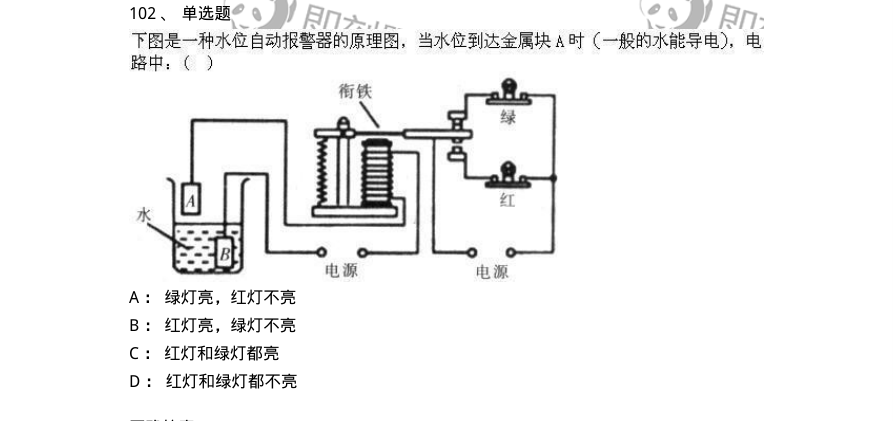 102 、 单选题
下图是一种水位自动报警器的原理图，当水位到达金属块 A 时（一般的水能导电），电
路中：（ ）
衔铁
绿
A
红
水
B
电源
电源
A ： 绿灯亮，红灯不亮
B ： 红灯亮，绿灯不亮
C ： 红灯和绿灯都亮
D ： 红灯和绿灯都不亮